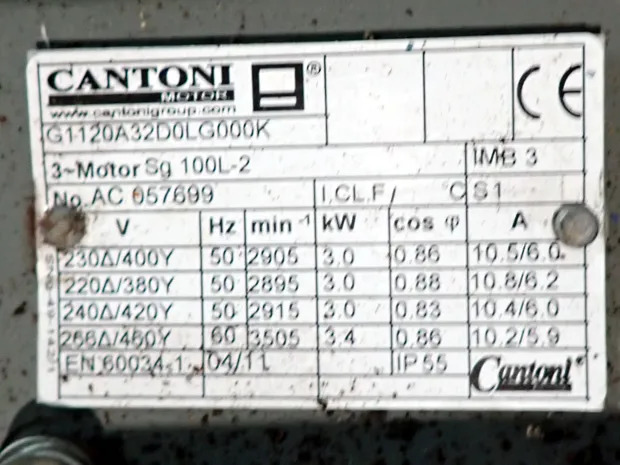 CANTONI
MOTOR
®
CE
www.cantonigroup.com
G1120A32D0LG000K
3~Motor Sg 100L-2 IMB 3
No. AC 057699 I.CL.F/ C S1
V Hz min⁻¹ kW cos φ A
230Δ/400Y 50 2905 3.0 0.86 10.5/6.0
220Δ/380Y 50 2895 3.0 0.88 10.8/6.2
240Δ/420Y 50 2915 3.0 0.83 10.4/6.0
266Δ/460Y 60 3505 3.4 0.86 10.2/5.9
EN 60034-1 04/11 IP 55 Cantoni